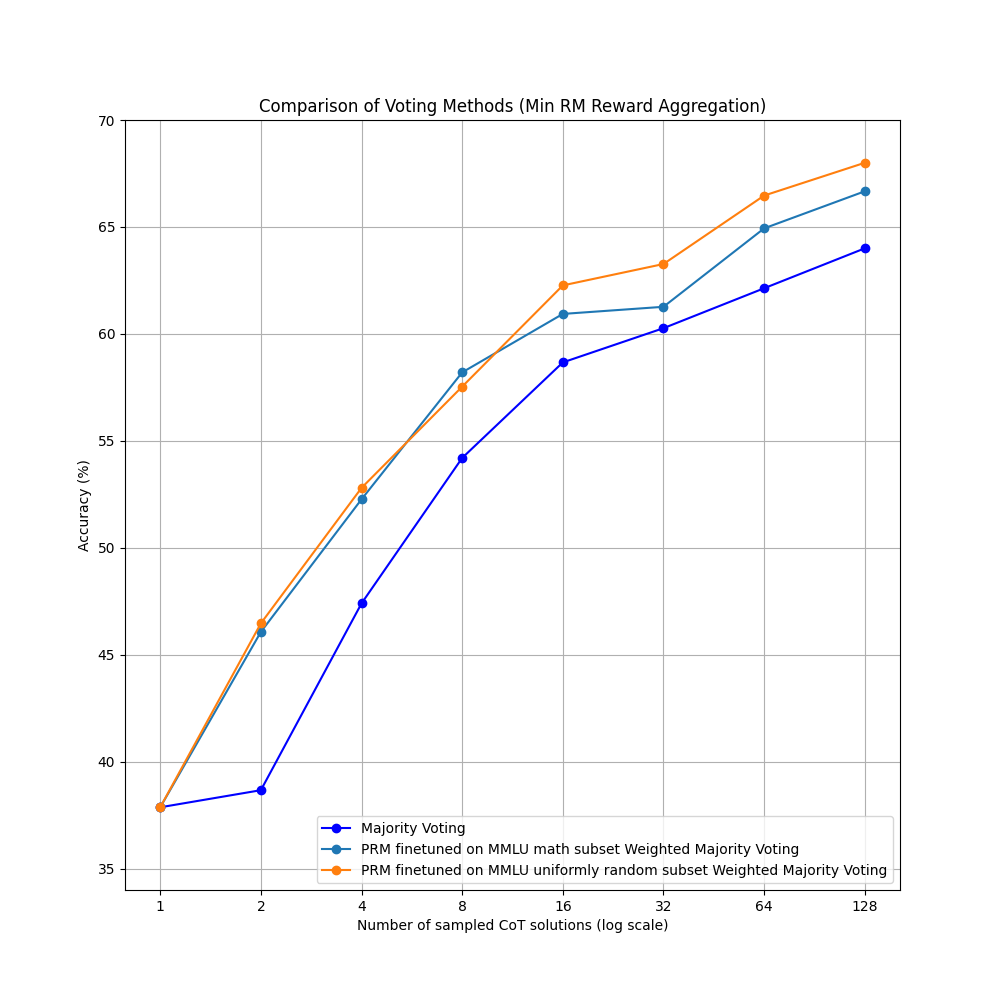 Comparison of Voting Methods (Min RM Reward Aggregation)
70
65
60
55
50
45
40
35
Accuracy (%)
Majority Voting
PRM finetuned on MMLU math subset Weighted Majority Voting
PRM finetuned on MMLU uniformly random subset Weighted Majority Voting
1 2 4 8 16 32 64 128
Number of sampled CoT solutions (log scale)